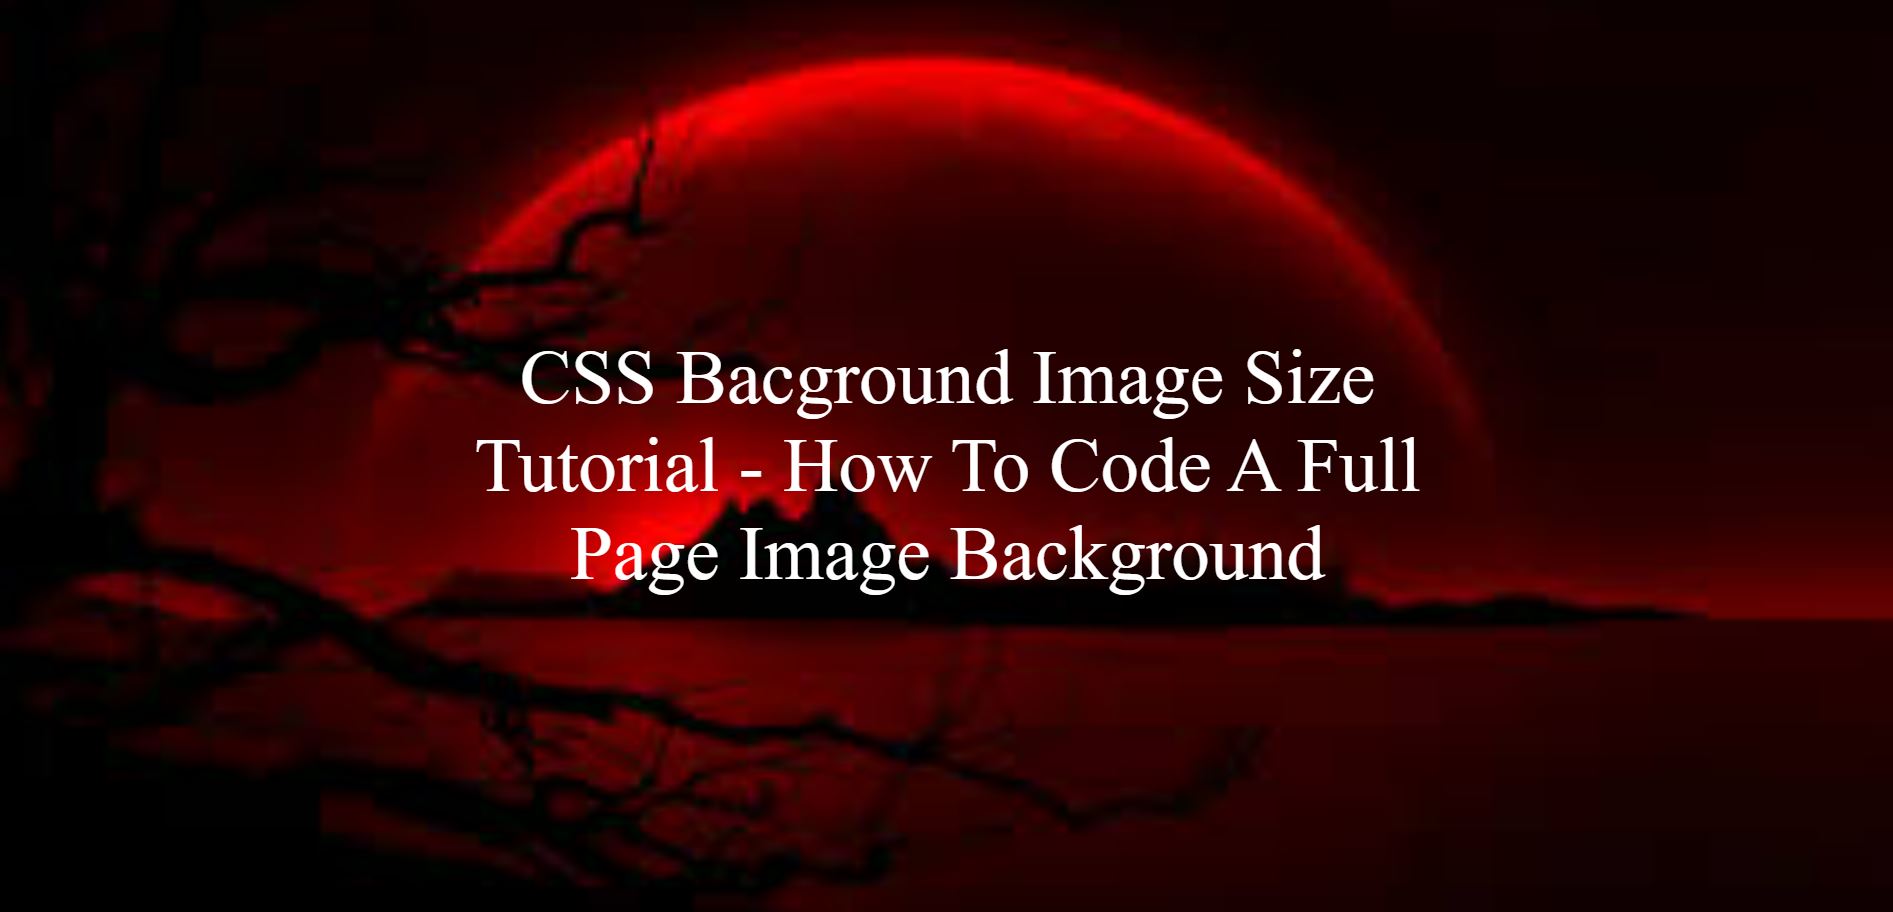 CSS Bacground Image Size
Tutorial - How To Code A Full
Page Image Background